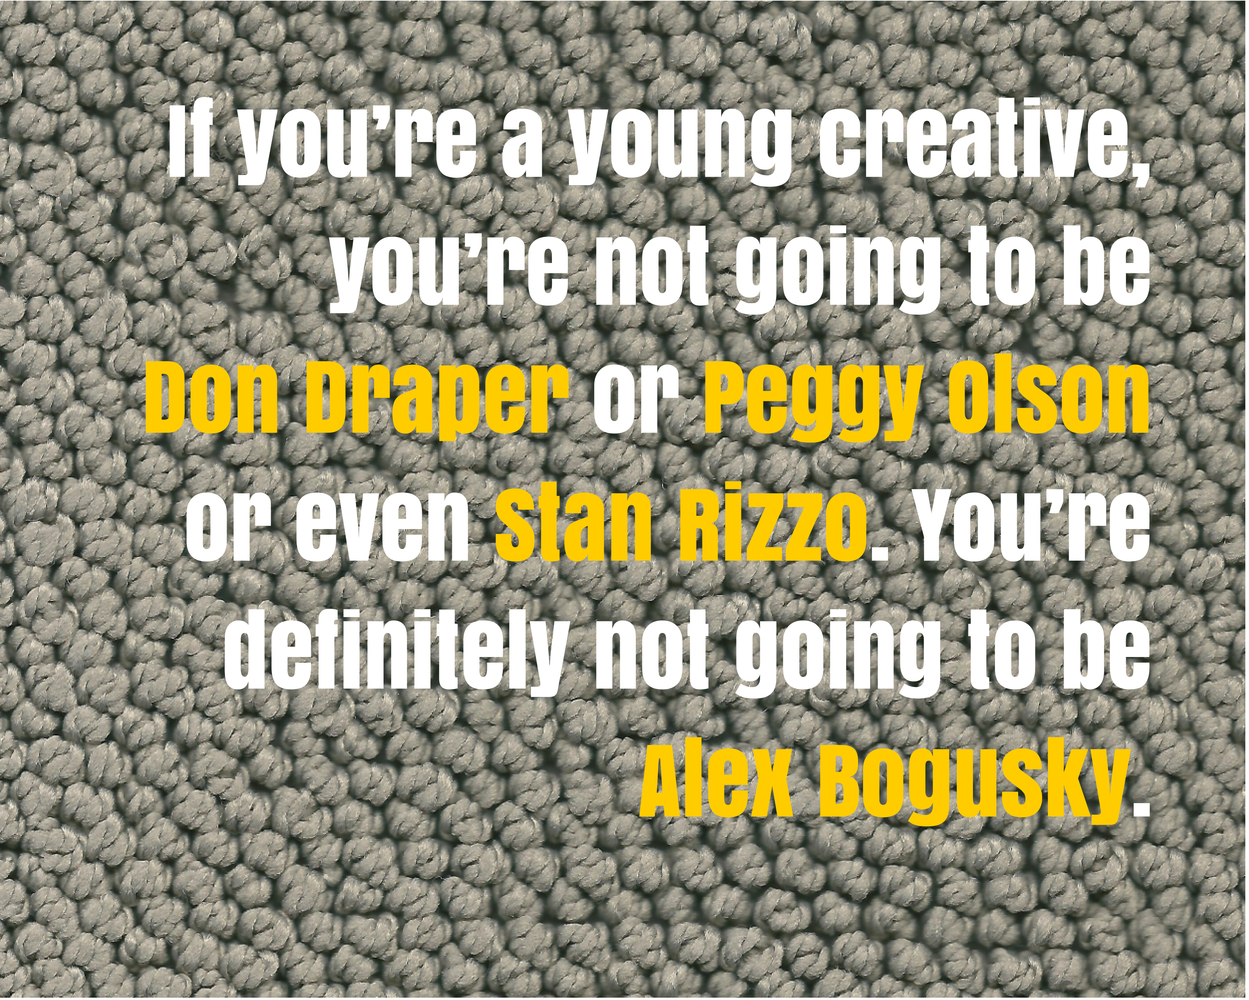 If you’re a young creative,
you’re not going to be
Don Draper or Peggy Olson
or even Stan Rizzo. You’re
definitely not going to be
Alex Bogusky.